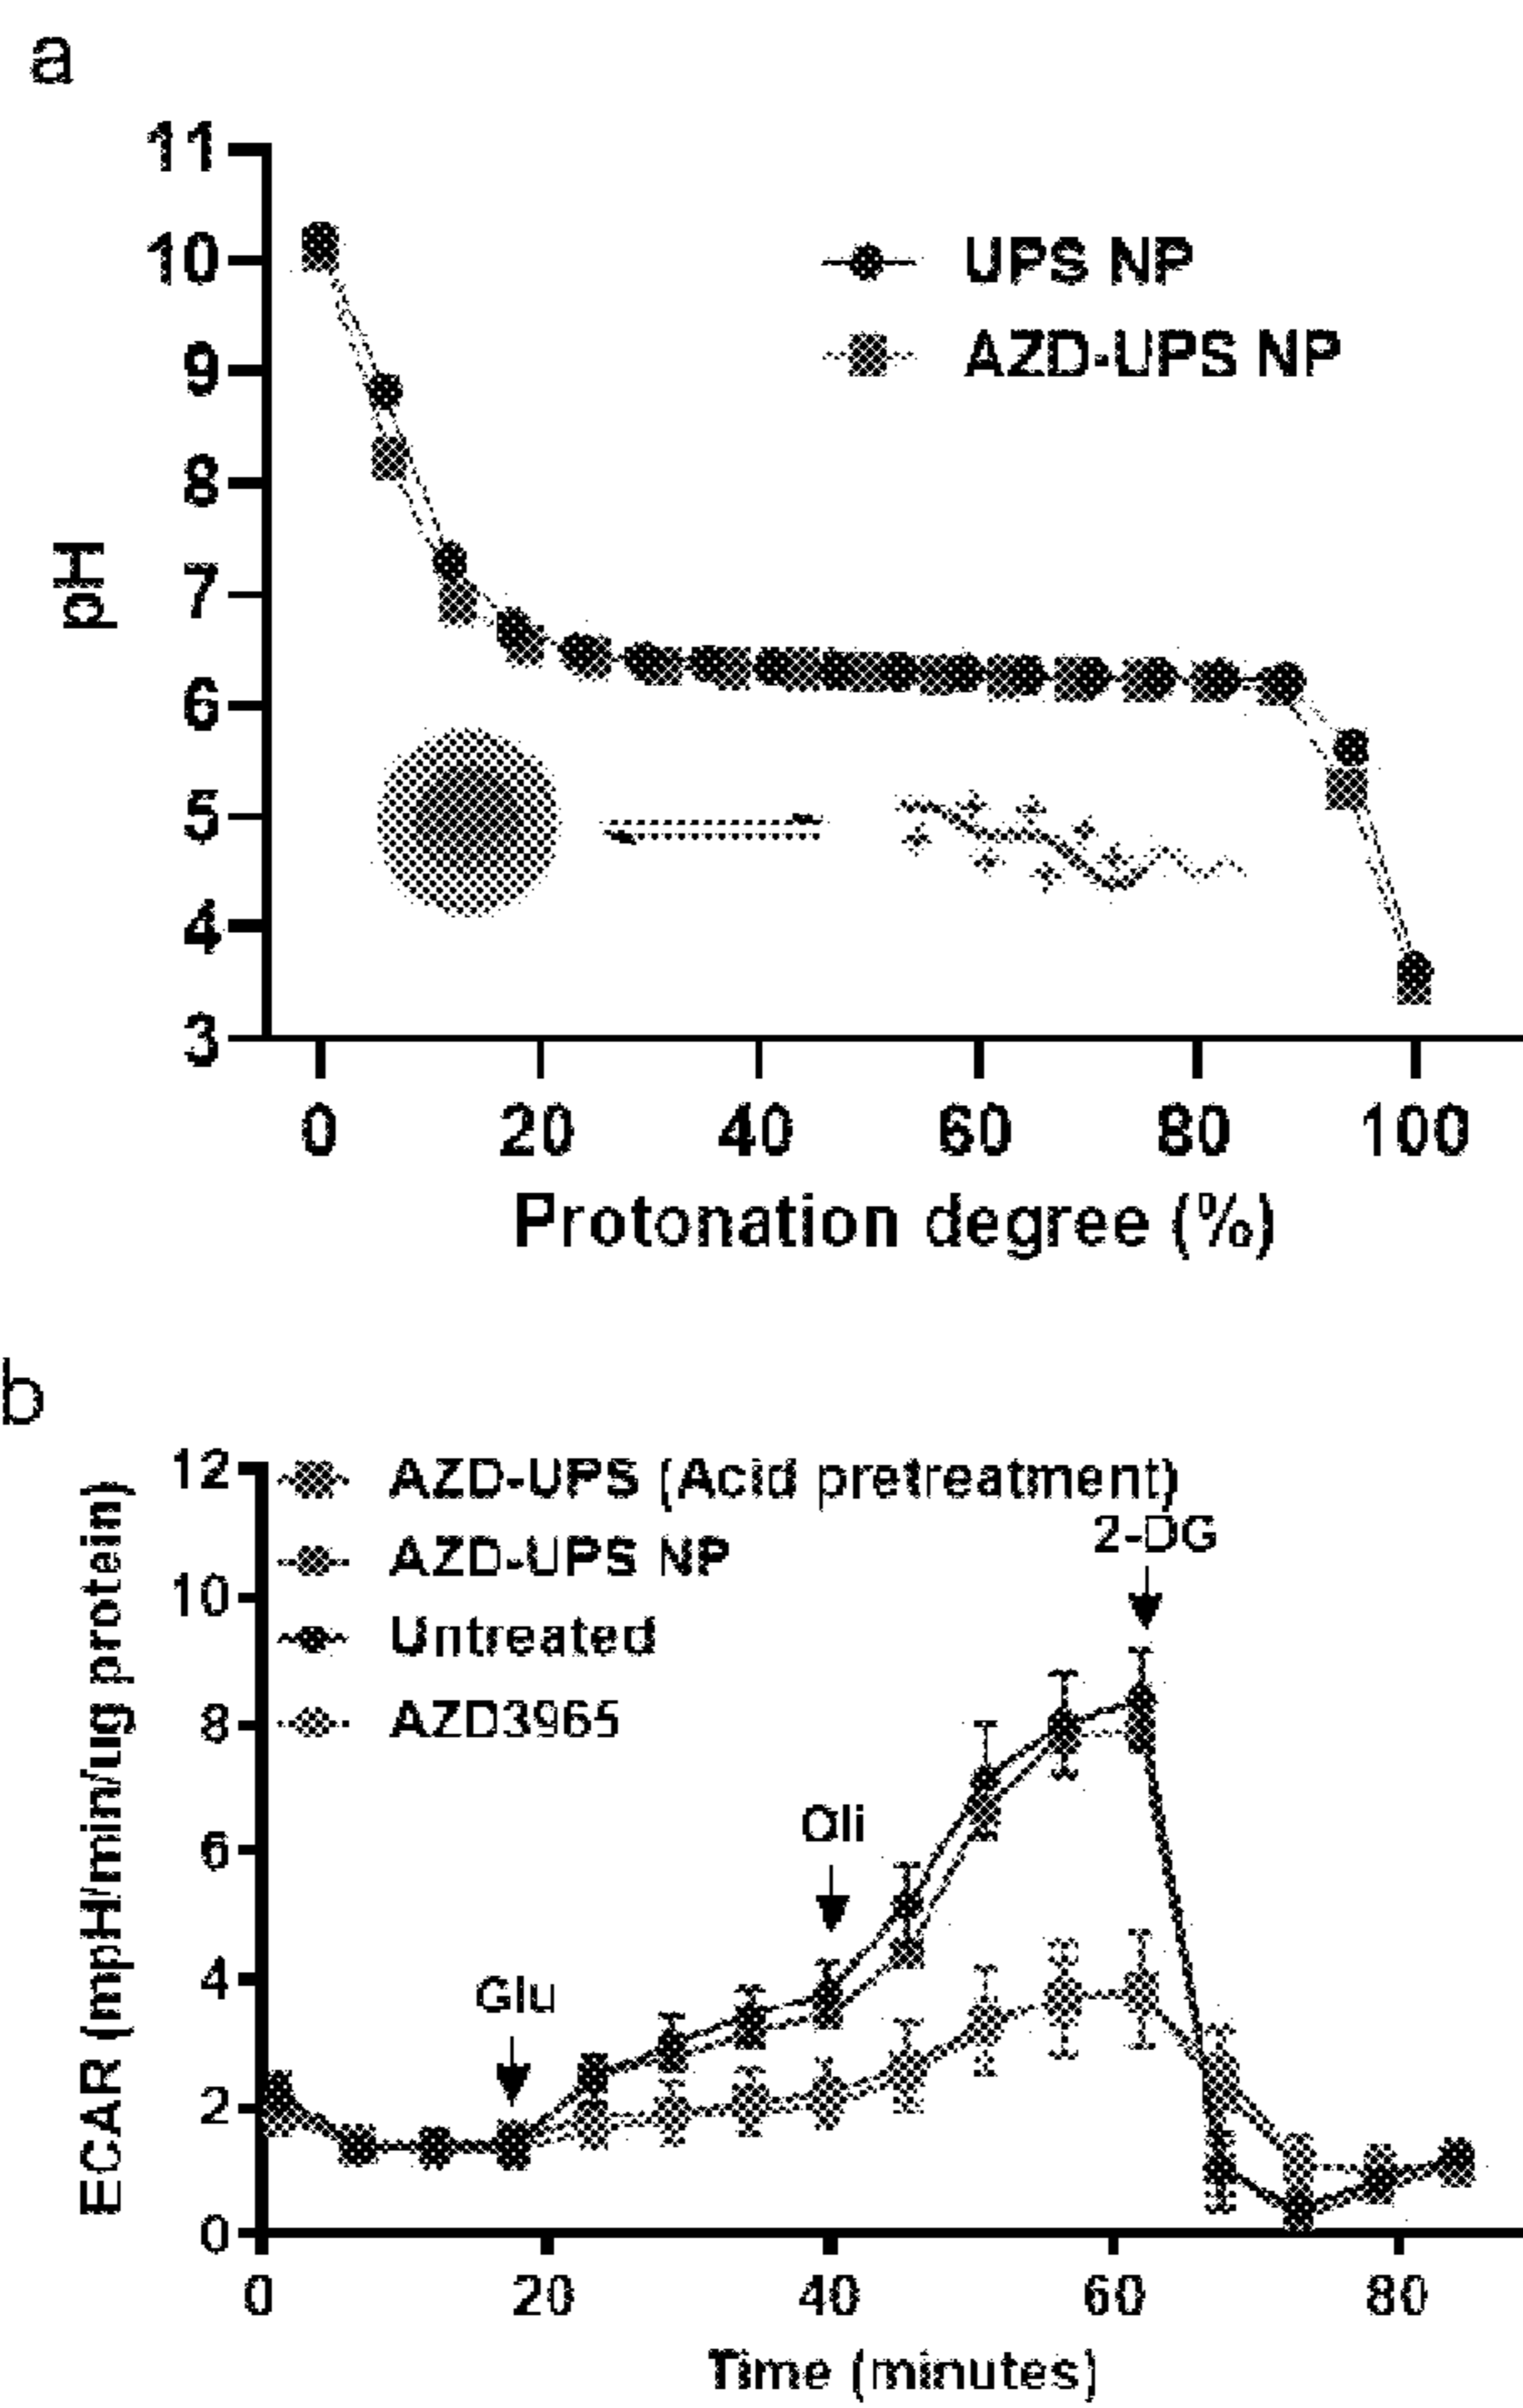 a
11
10
9
8
7
6
5
4
3
pH
UPS NP
AZD-UPS NP
0 20 40 60 80 100
Protonation degree (%)
b
12
10
8
6
4
2
0
ECAR (mpH/min/ug protein)
AZD-UPS (Acid pretreatment)
AZD-UPS NP
Untreated
AZD3965
2-DG
Oli
Glu
0 20 40 60 80
Time (minutes)